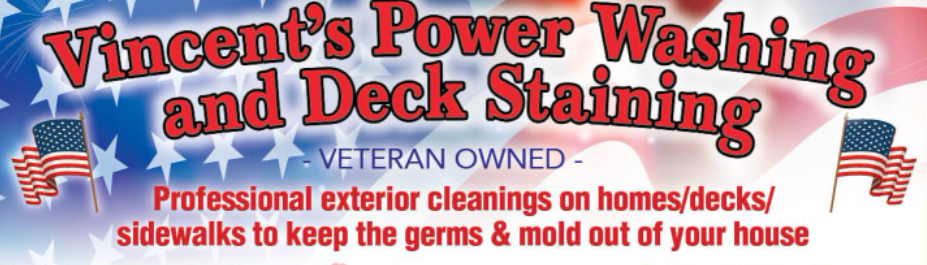 Vincent's Power Washing
and Deck Staining
- VETERAN OWNED -
Professional exterior cleanings on homes/decks/
sidewalks to keep the germs & mold out of your house